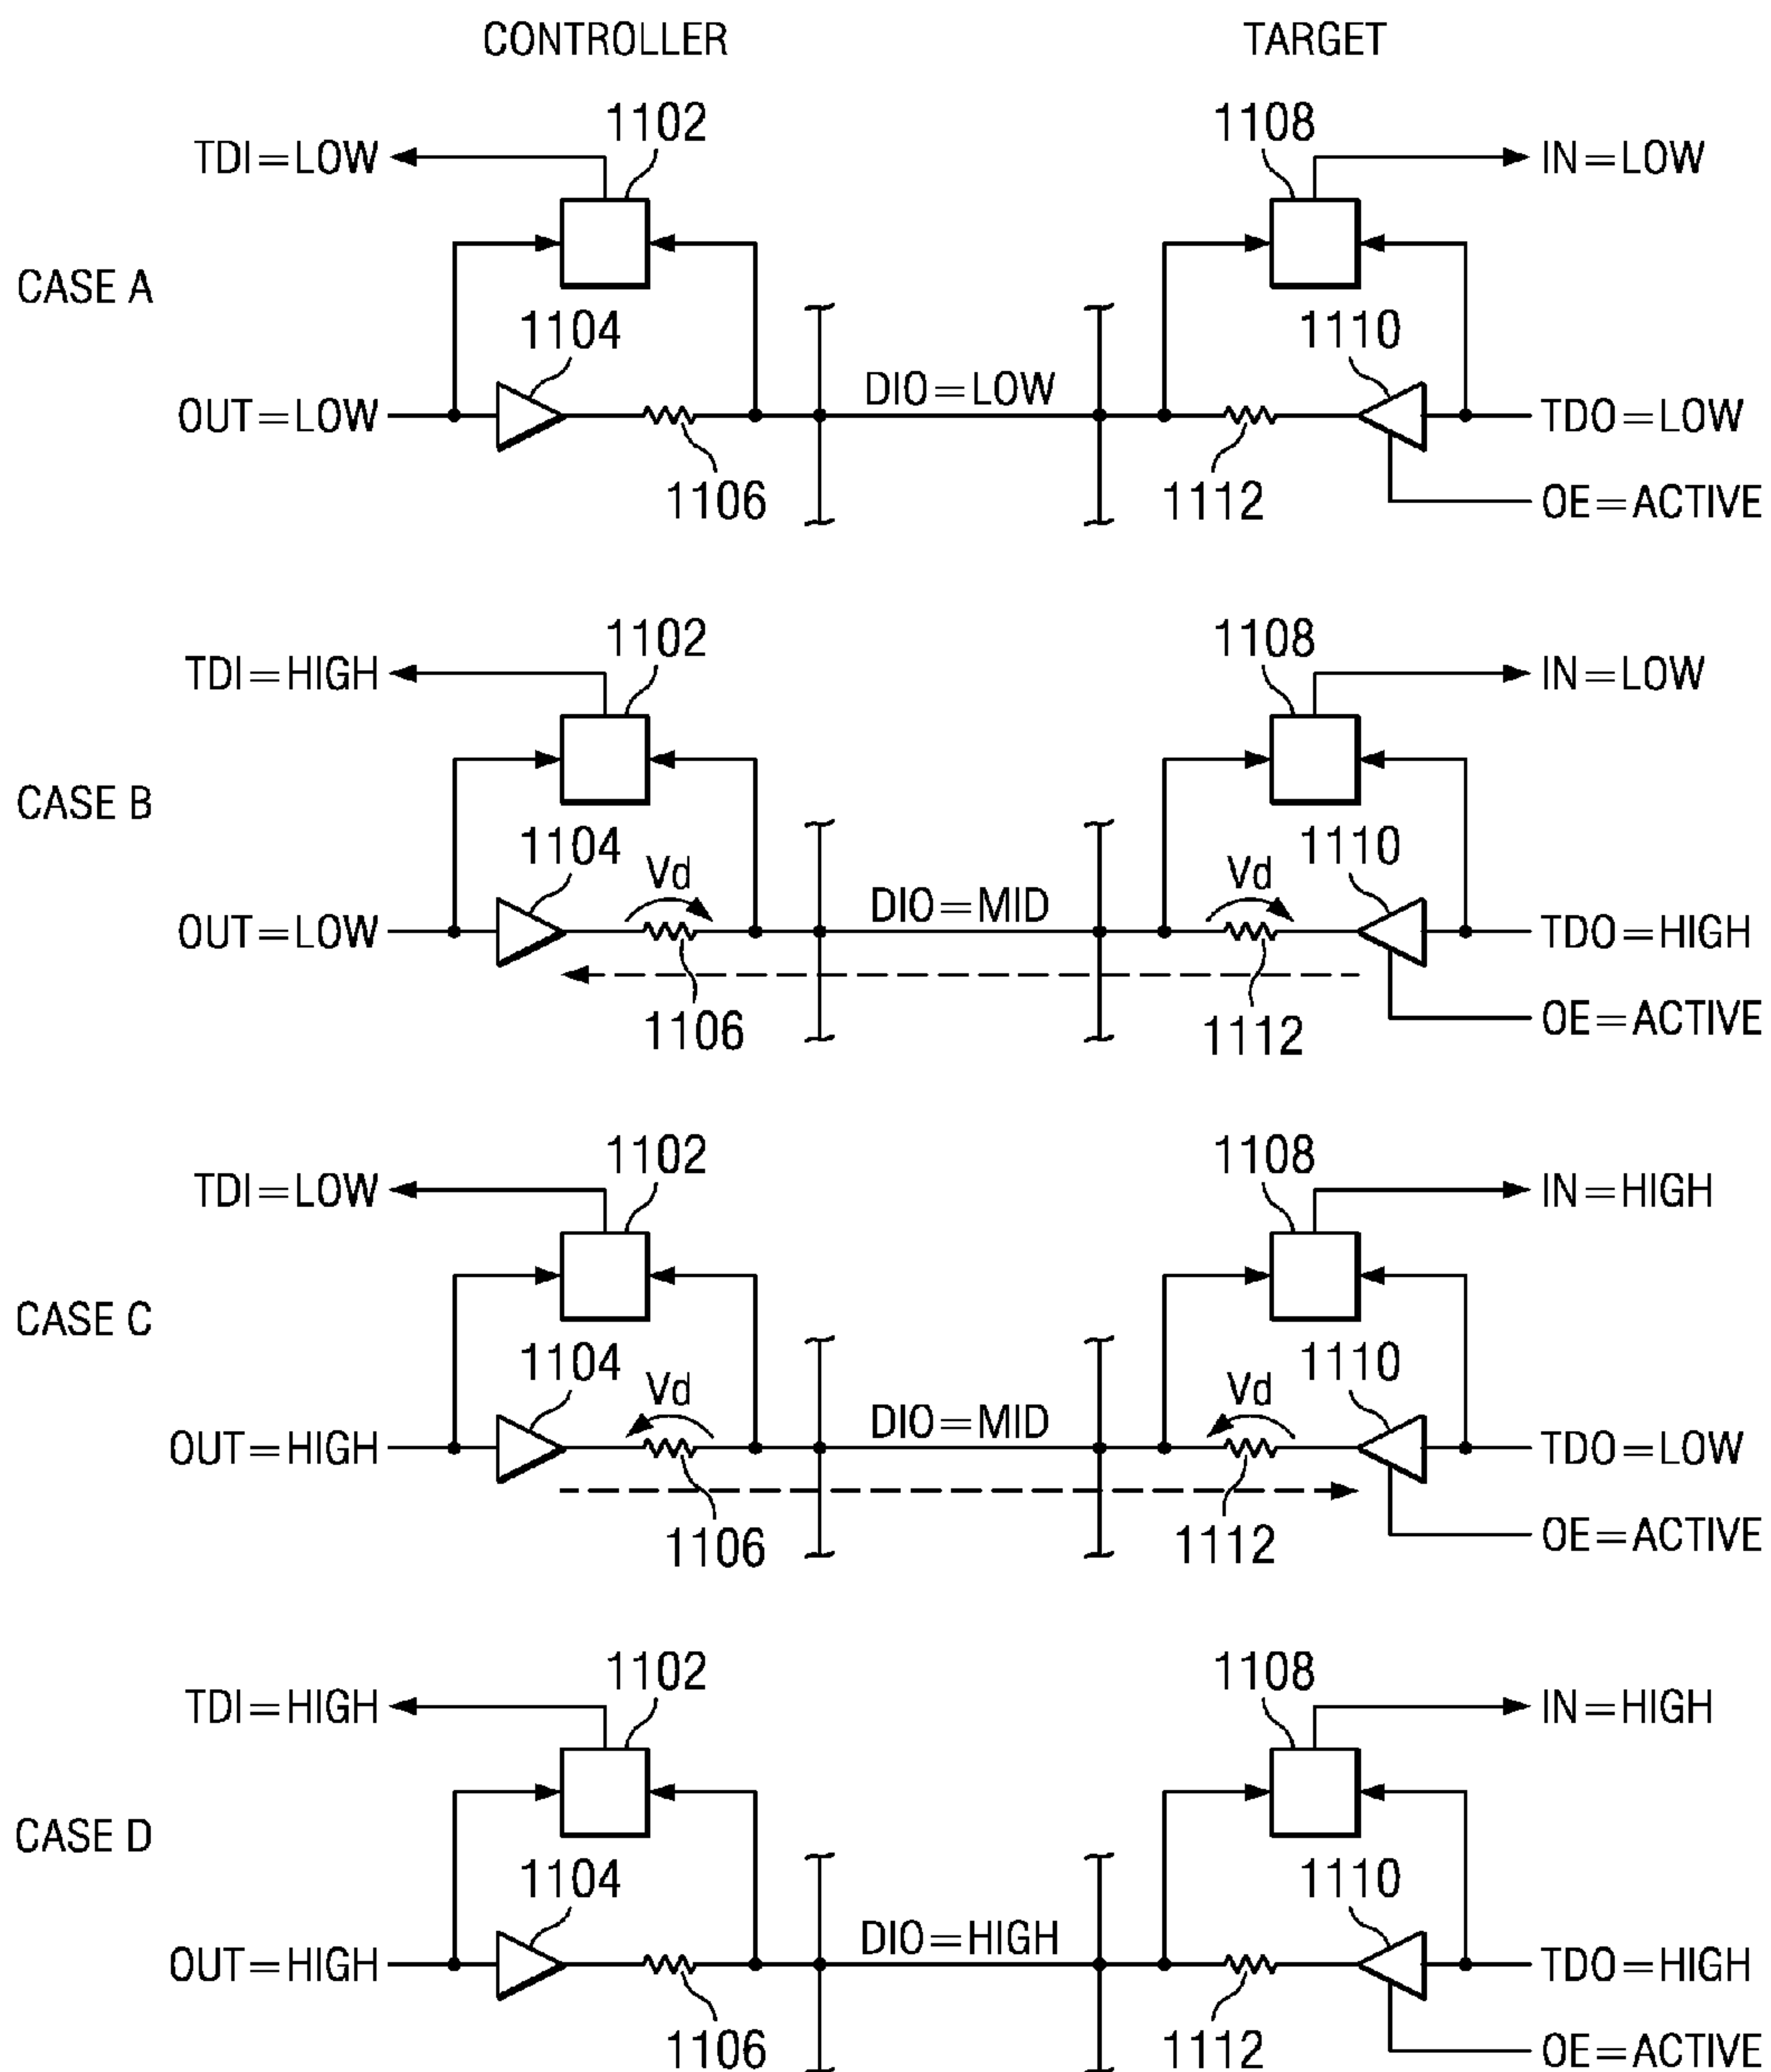 CONTROLLER TARGET
1102 1108
TDI=LOW IN=LOW
CASE A
1104 1110
DIO=LOW
OUT=LOW TDO=LOW
1106 1112 OE=ACTIVE
1102 1108
TDI=HIGH IN=LOW
CASE B
1104 1110
Vd Vd
DIO=MID
OUT=LOW TDO=HIGH
1106 1112 OE=ACTIVE
1102 1108
TDI=LOW IN=HIGH
CASE C
1104 1110
Vd Vd
DIO=MID
OUT=HIGH TDO=LOW
1106 1112 OE=ACTIVE
1102 1108
TDI=HIGH IN=HIGH
CASE D
1104 1110
DIO=HIGH
OUT=HIGH TDO=HIGH
1106 1112 OE=ACTIVE